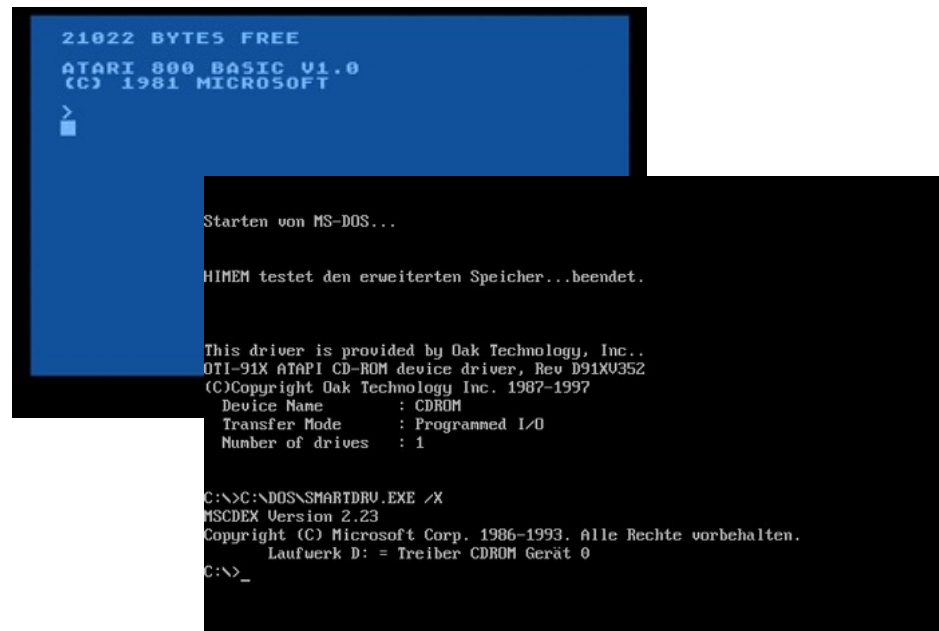 21022 BYTES FREE
ATARI 800 BASIC V1.0
(C) 1981 MICROSOFT
>
Starten von MS-DOS...
HIMEM testet den erweiterten Speicher...beendet.
This driver is provided by Oak Technology, Inc..
OTI-91X ATAPI CD-ROM device driver, Rev D91XV352
(C)Copyright Oak Technology Inc. 1987-1997
Device Name : CDROM
Transfer Mode : Programmed I/O
Number of drives : 1
C:\>C:\DOS\SMARTDRV.EXE /X
MSCDEX Version 2.23
Copyright (C) Microsoft Corp. 1986-1993. Alle Rechte vorbehalten.
Laufwerk D: = Treiber CDROM Gerät 0
C:\>_